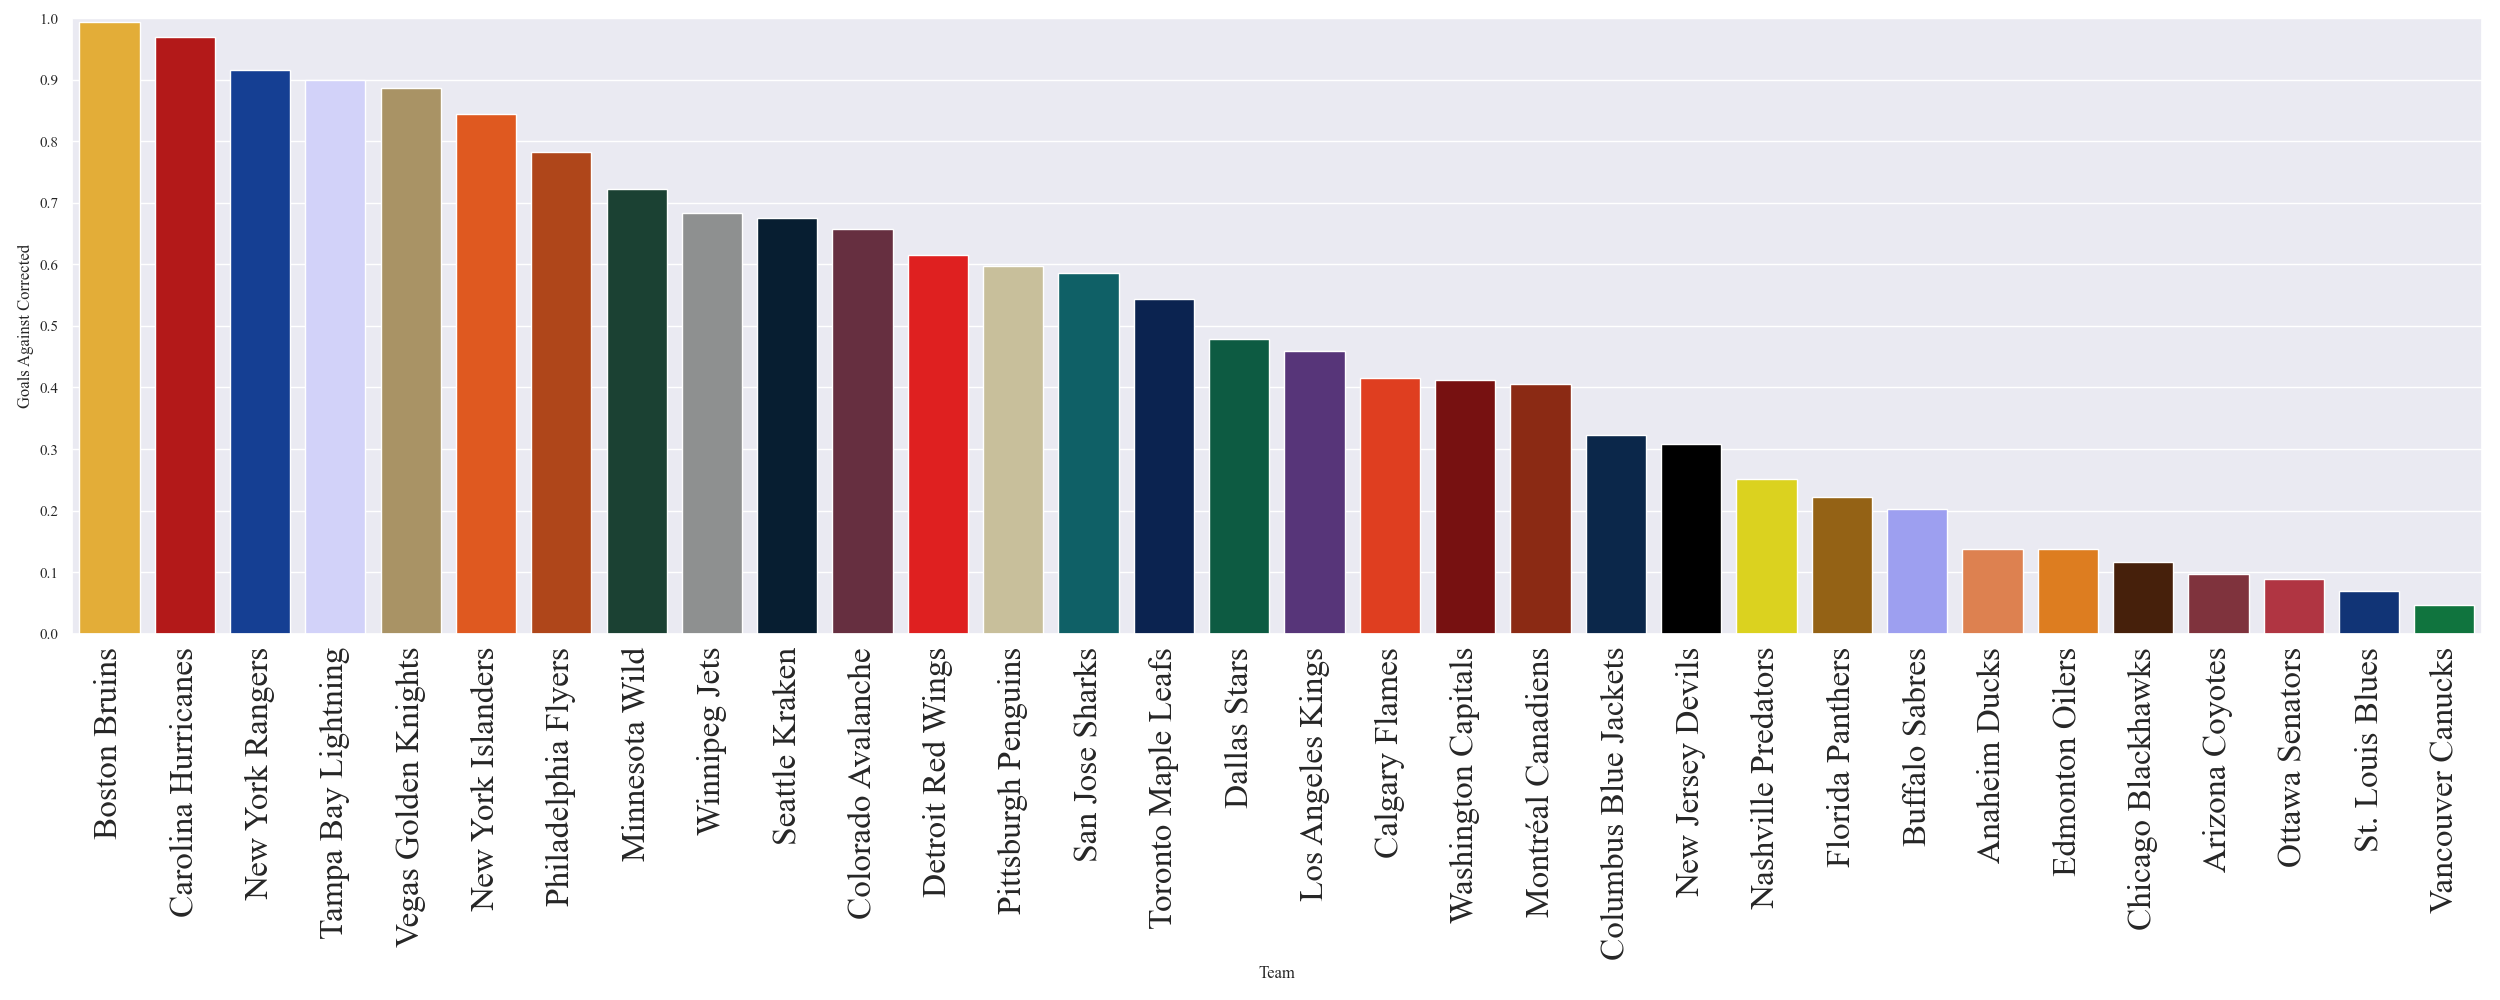 1.0
0.9
0.8
0.7
0.6
0.5
0.4
0.3
0.2
0.1
0.0
Goals Against Corrected
Boston Bruins
Carolina Hurricanes
New York Rangers
Tampa Bay Lightning
Vegas Golden Knights
New York Islanders
Philadelphia Flyers
Minnesota Wild
Winnipeg Jets
Seattle Kraken
Colorado Avalanche
Detroit Red Wings
Pittsburgh Penguins
San Jose Sharks
Toronto Maple Leafs
Dallas Stars
Los Angeles Kings
Calgary Flames
Washington Capitals
Montréal Canadiens
Columbus Blue Jackets
New Jersey Devils
Nashville Predators
Florida Panthers
Buffalo Sabres
Anaheim Ducks
Edmonton Oilers
Chicago Blackhawks
Arizona Coyotes
Ottawa Senators
St. Louis Blues
Vancouver Canucks
Team